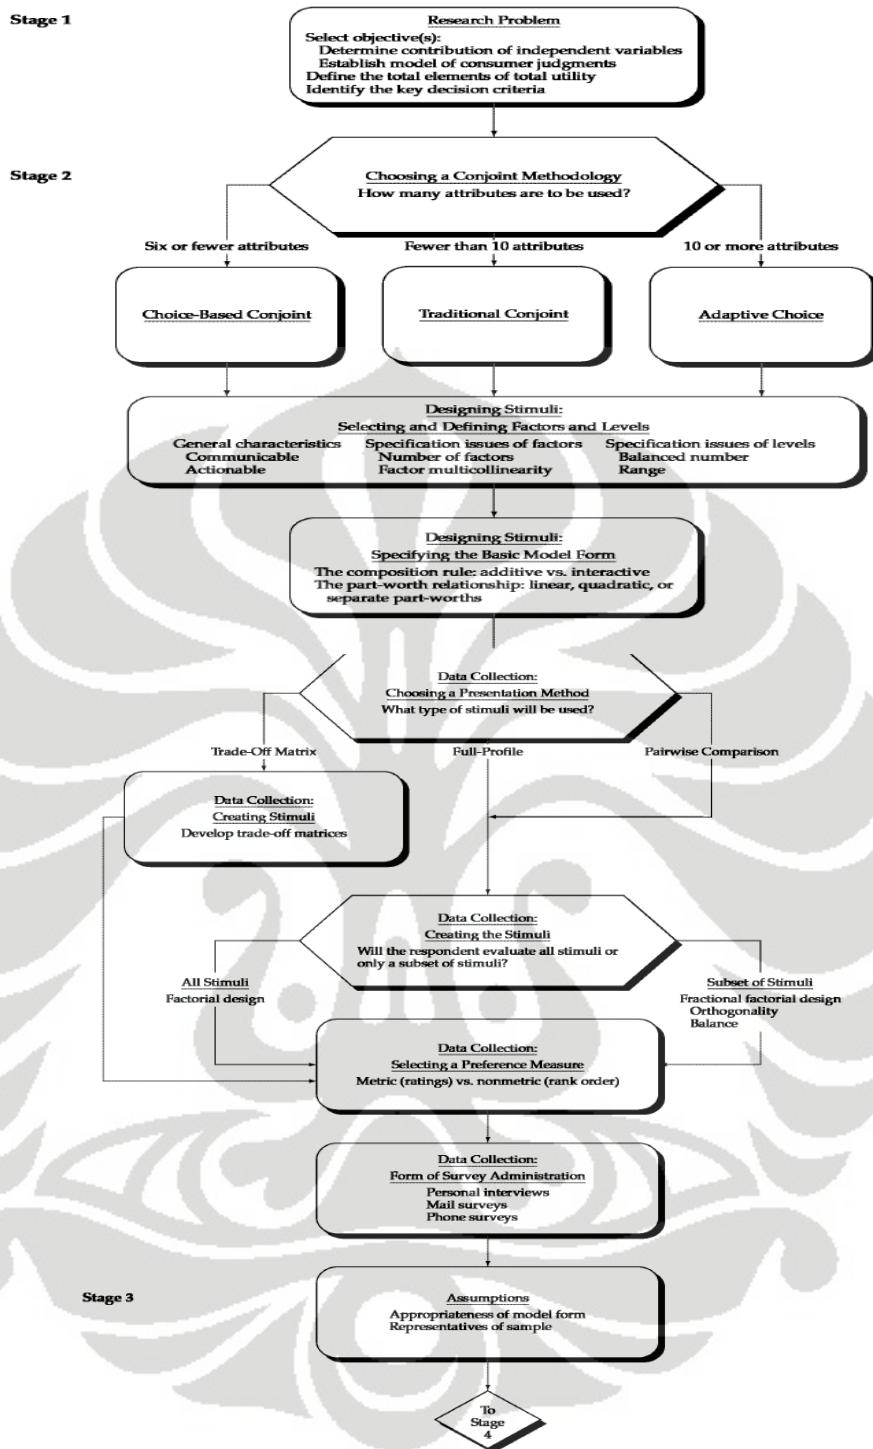 Stage 1
Research Problem
Select objective(s):
Determine contribution of independent variables
Establish model of consumer judgments
Define the total elements of total utility
Identify the key decision criteria
Stage 2
Choosing a Conjoint Methodology
How many attributes are to be used?
Six or fewer attributes
Fewer than 10 attributes
10 or more attributes
Choice-Based Conjoint
Traditional Conjoint
Adaptive Choice
Designing Stimuli:
Selecting and Defining Factors and Levels
General characteristics
Communicable
Actionable
Specification issues of factors
Number of factors
Factor multicollinearity
Specification issues of levels
Balanced number
Range
Designing Stimuli:
Specifying the Basic Model Form
The composition rule: additive vs. interactive
The part-worth relationship: linear, quadratic, or
separate part-worths
Data Collection:
Choosing a Presentation Method
What type of stimuli will be used?
Trade-Off Matrix
Full-Profile
Pairwise Comparison
Data Collection:
Creating Stimuli
Develop trade-off matrices
Data Collection:
Creating the Stimuli
Will the respondent evaluate all stimuli or
only a subset of stimuli?
All Stimuli
Factorial design
Subset of Stimuli
Fractional factorial design
Orthogonality
Balance
Data Collection:
Selecting a Preference Measure
Metric (ratings) vs. nonmetric (rank order)
Data Collection:
Form of Survey Administration
Personal interviews
Mail surveys
Phone surveys
Stage 3
Assumptions
Appropriateness of model form
Representatives of sample
To
Stage
4